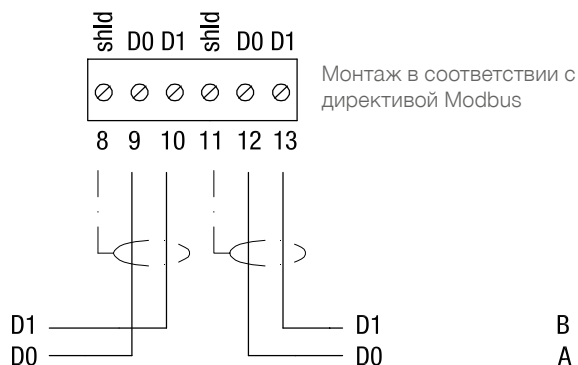 shld D0 D1 shld D0 D1
Монтаж в соответствии с
директивой Modbus
8 9 10 11 12 13
D1 D1 B
D0 D0 A